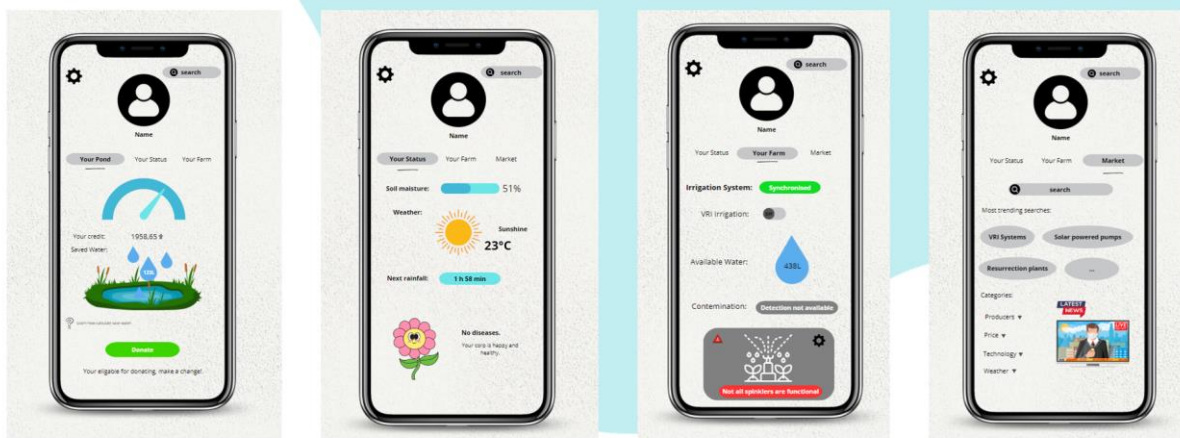 search
Name
Your Pond Your Status Your Farm
Your credit: 1958,65
Saved Water:
Donate
Your eligable for donating, make a change!
search
Name
Your Status Your Farm Market
Soil maisture: 51%
Weather:
Sunshine
23°C
Next rainfall: 1 h 58 min
No diseases.
Your corp is happy and
healthy.
search
Name
Your Status Your Farm Market
Irrigation System: Synchronised
VRI Irrigation:
Available Water: 438L
Contemination: Detection not available
Not all spinklers are functional
search
Name
Your Status Your Farm Market
search
Most trending searches:
VRI Systems Solar powered pumps
Resurrection plants ...
Categories:
LATEST
NEWS
Producers ▼
Price ▼
LIVE
Technology ▼
Weather ▼